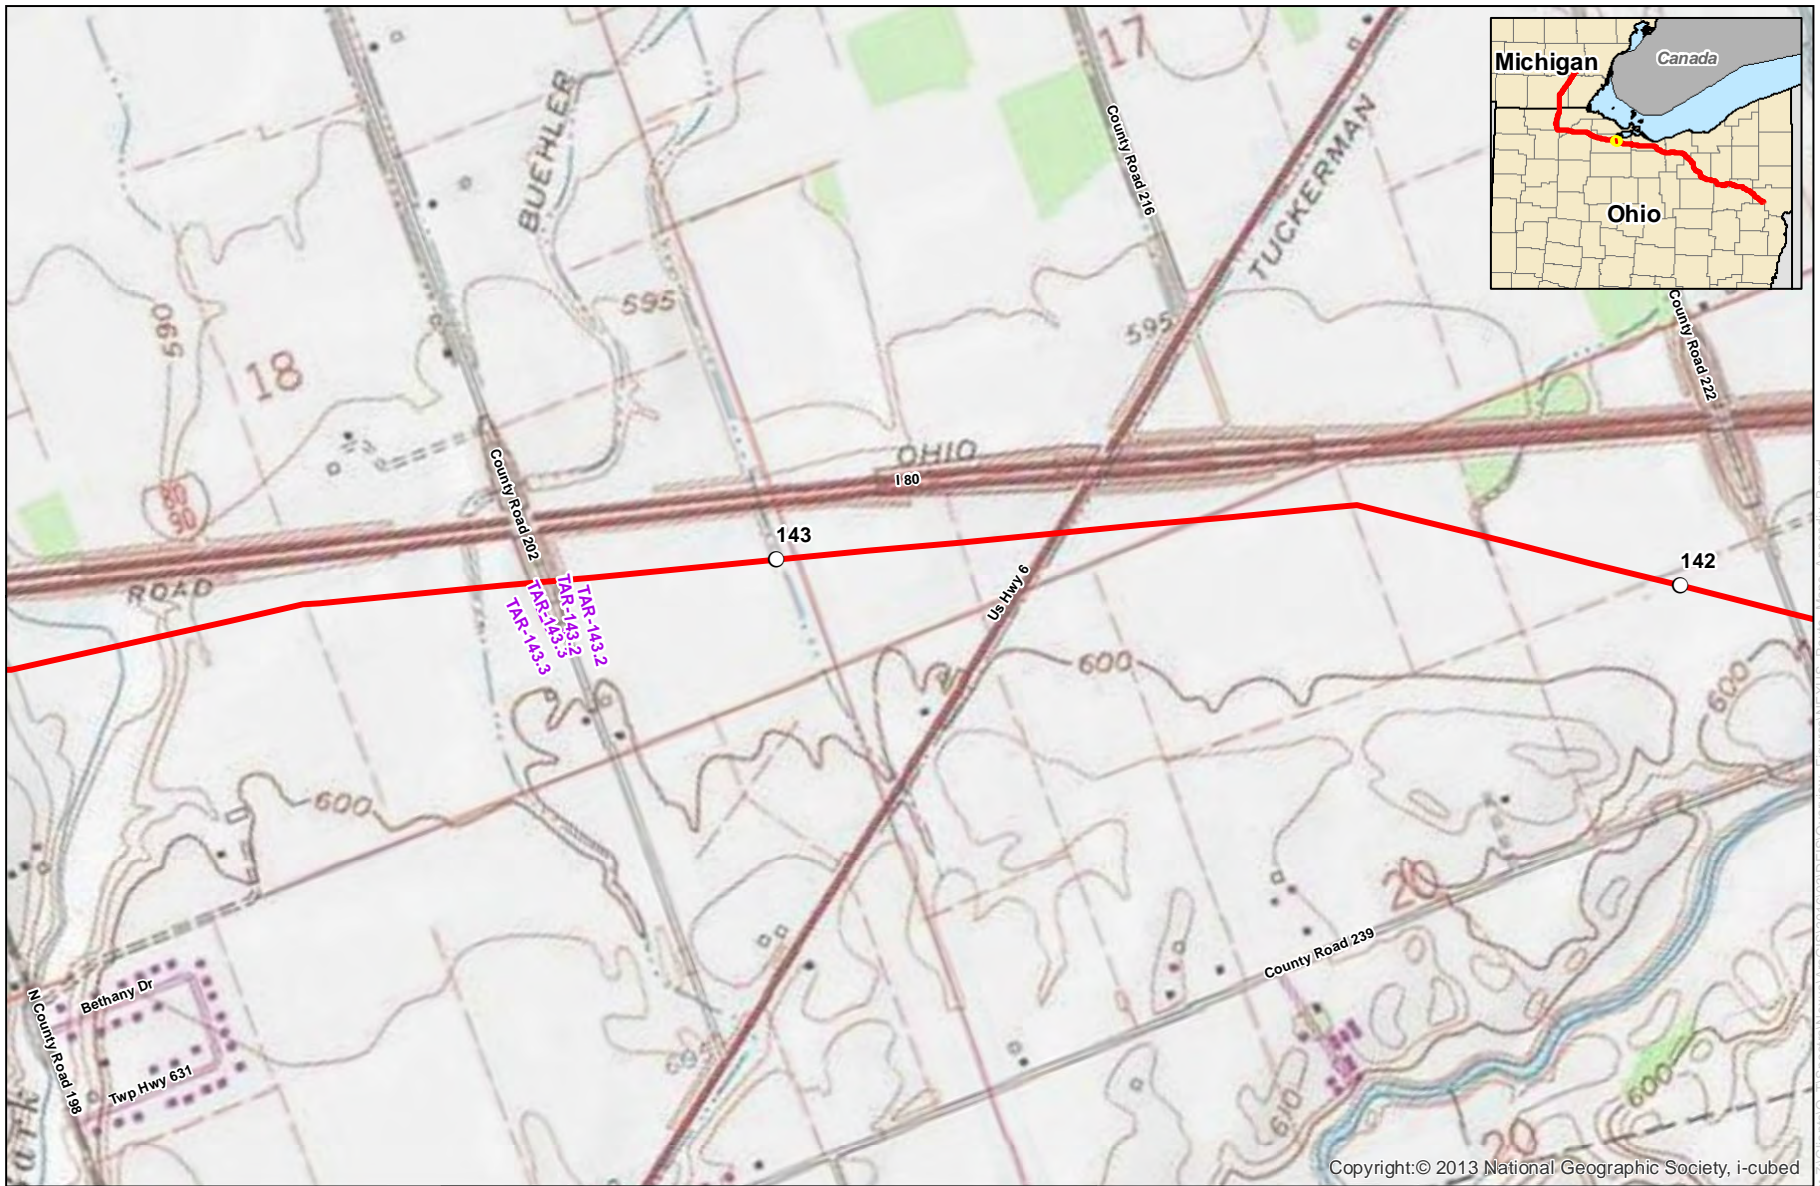 Michigan
Canada
Ohio
17
BUEHLER
County Road 216
TUCKERMAN
595
590
595
County Road 222
18
OHIO
I 80
80
90
County Road 202
143
142
ROAD
TAR-143.2
TAR-143.2
TAR-143.3
TAR-143.3
Us Hwy 6
600
600
600
20
County Road 239
Bethany Dr
N County Road 198
Twp Hwy 631
610
600
20
Copyright:© 2013 National Geographic Society, i-cubed